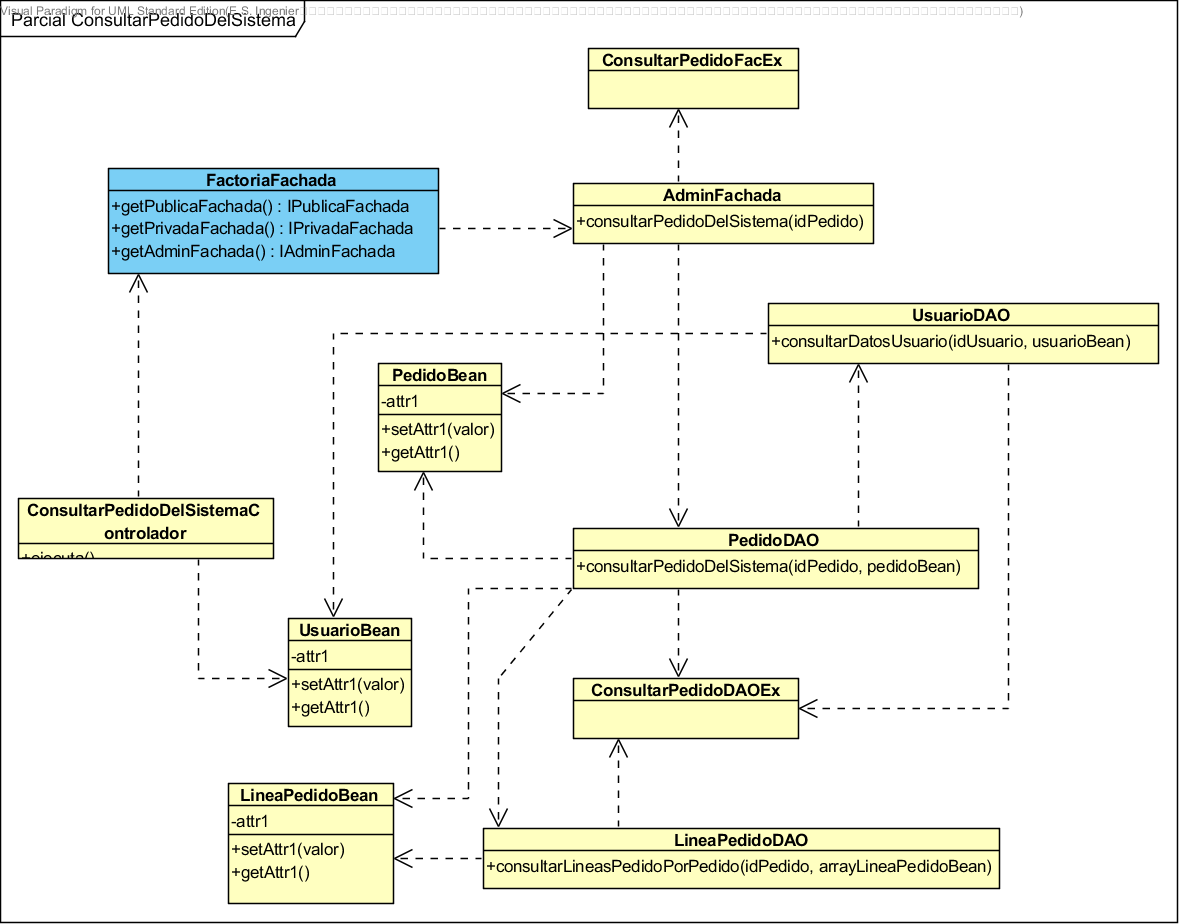 Visual Paradigm for UML Standard Edition(E.S. Ingenier
Parcial ConsultarPedidoDelSistema
ConsultarPedidoFacEx
FactoriaFachada
+getPublicaFachada() : IPublicaFachada
+getPrivadaFachada() : IPrivadaFachada
+getAdminFachada() : IAdminFachada
AdminFachada
+consultarPedidoDelSistema(idPedido)
UsuarioDAO
+consultarDatosUsuario(idUsuario, usuarioBean)
PedidoBean
-attr1
+setAttr1(valor)
+getAttr1()
ConsultarPedidoDelSistemaC
ontrolador
+ejecuta()
PedidoDAO
+consultarPedidoDelSistema(idPedido, pedidoBean)
UsuarioBean
-attr1
+setAttr1(valor)
+getAttr1()
ConsultarPedidoDAOEx
LineaPedidoBean
-attr1
+setAttr1(valor)
+getAttr1()
LineaPedidoDAO
+consultarLineasPedidoPorPedido(idPedido, arrayLineaPedidoBean)